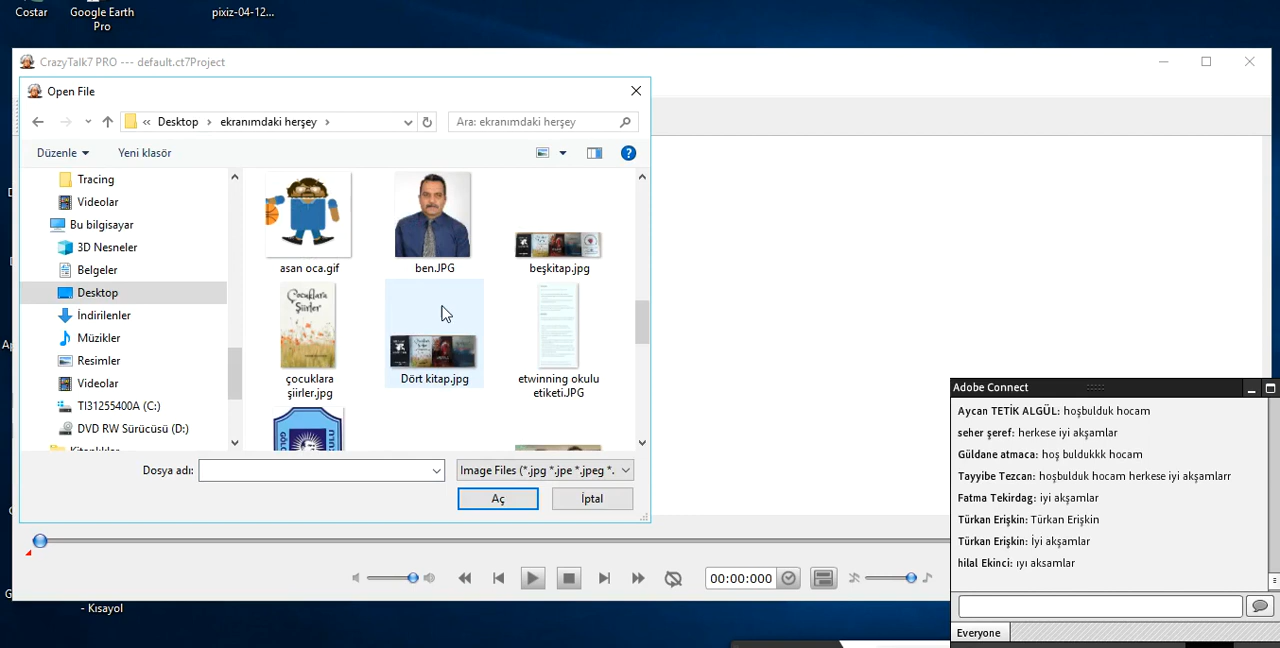 Costar
Google Earth
Pro
pixiz-04-12...
CrazyTalk7 PRO --- default.ct7Project
Open File
« Desktop › ekranımdaki herşey ›
Ara: ekranımdaki herşey
Düzenle
Yeni klasör
Tracing
Videolar
Bu bilgisayar
3D Nesneler
Belgeler
Desktop
İndirilenler
Müzikler
Resimler
Videolar
TI31255400A (C:)
DVD RW Sürücüsü (D:)
asan oca.gif
ben.JPG
beşkitap.jpg
Çocuklara
Şiirler
çocuklara
şiirler.jpg
Dört kitap.jpg
etwinning okulu
etiketi.JPG
Dosya adı:
Image Files (*.jpg *.jpe *.jpeg *.
Aç
İptal
00:00:000
- Kısayol
Adobe Connect
Aycan TETİK ALGÜL: hoşbulduk hocam
seher şeref: herkese iyi akşamlar
Güldane atmaca: hoş buldukkk hocam
Tayyibe Tezcan: hoşbulduk hocam herkese iyi akşamlarr
Fatma Tekirdag: iyi akşamlar
Türkan Erişkin: Türkan Erişkin
Türkan Erişkin: İyi akşamlar
hilal Ekinci: ıyı aksamlar
Everyone